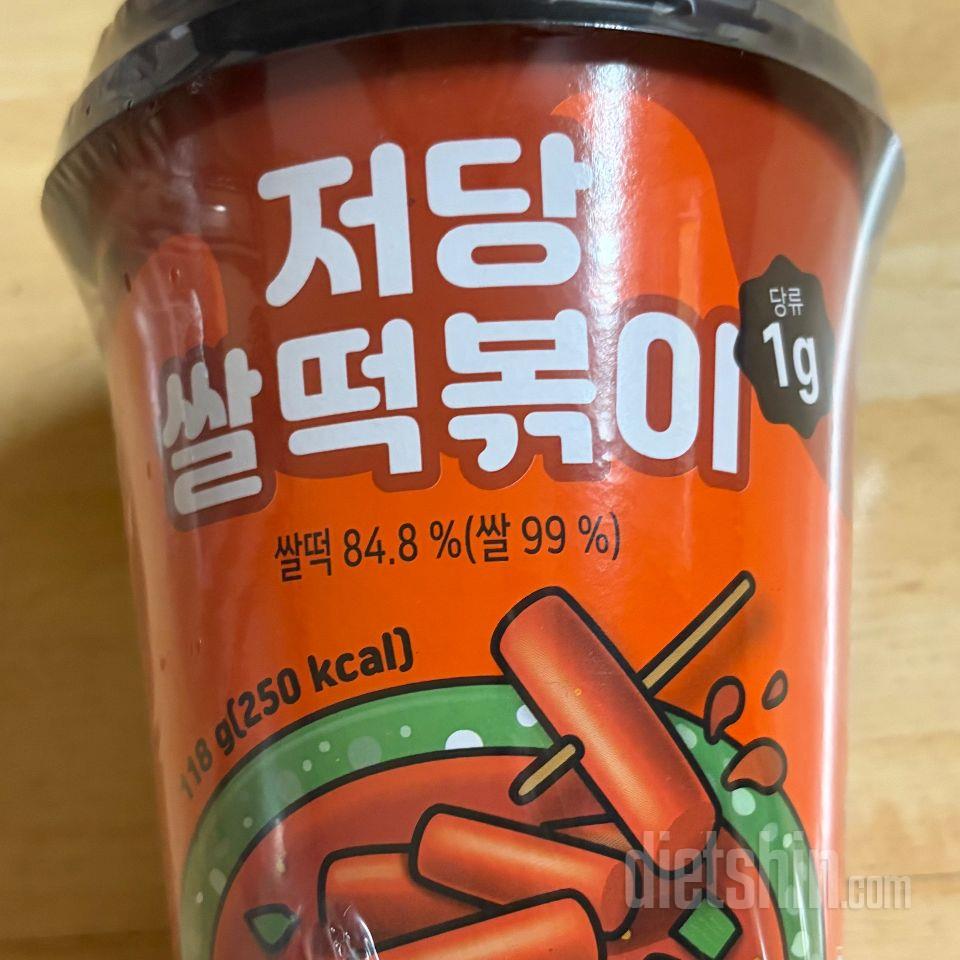 저당
쌀떡볶이
당류
1g
쌀떡 84.8 %(쌀 99 %)
118 g(250 kcal)
dietshin.com